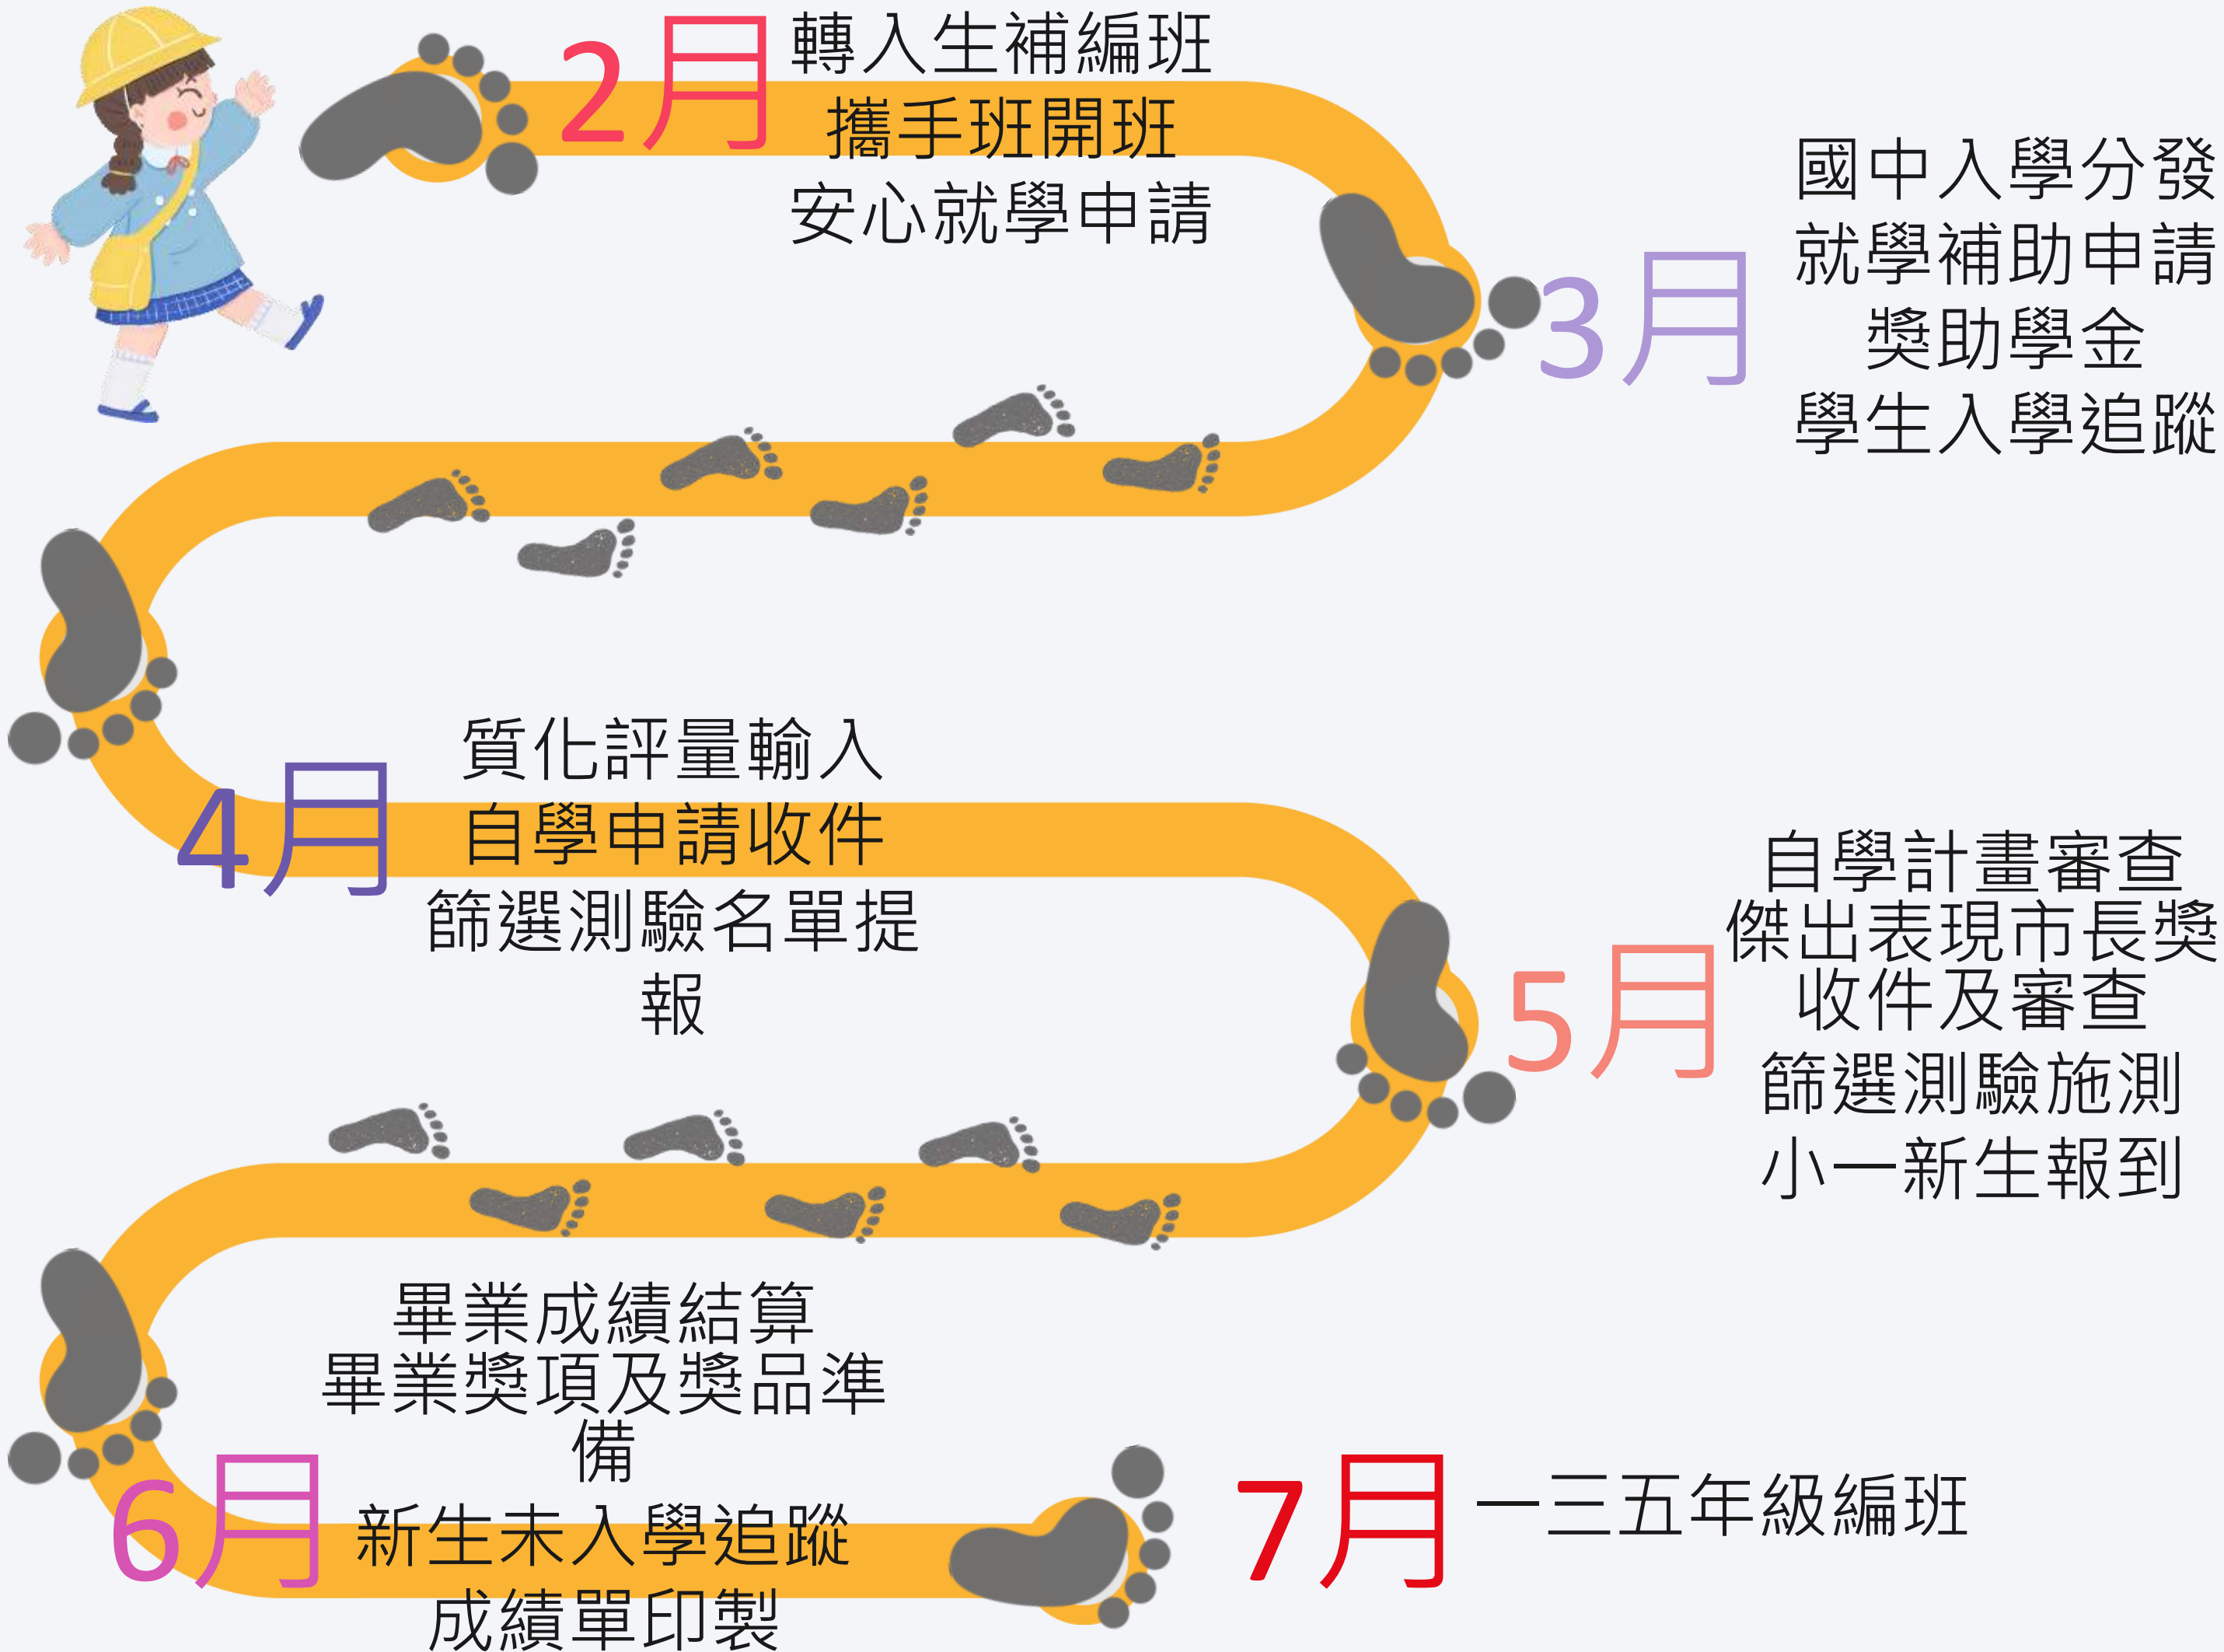 2月
轉入生補編班
攜手班開班
安心就學申請
3月
國中入學分發
就學補助申請
獎助學金
學生入學追蹤
4月
質化評量輸入
自學申請收件
篩選測驗名單提
報
5月
自學計畫審查
傑出表現市長獎
收件及審查
篩選測驗施測
小一新生報到
6月
畢業成績結算
畢業獎項及獎品準
備
新生未入學追蹤
成績單印製
7月
一三五年級編班